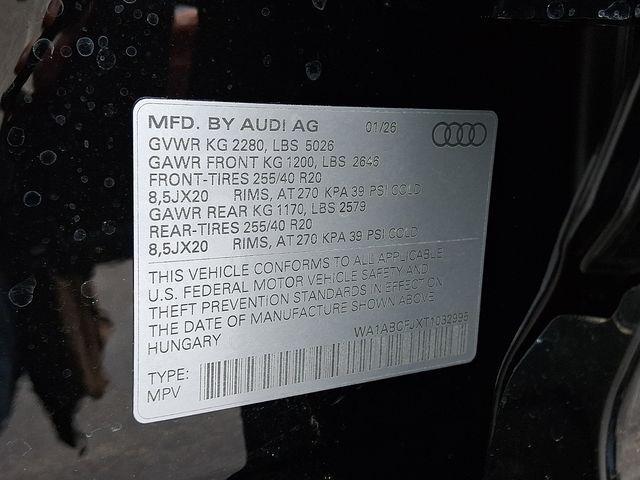 MFD. BY AUDI AG 01/26
GVWR KG 2280, LBS 5026
GAWR FRONT KG 1200, LBS 2646
FRONT-TIRES 255/40 R20
8,5JX20 RIMS, AT 270 KPA 39 PSI COLD
GAWR REAR KG 1170, LBS 2579
REAR-TIRES 255/40 R20
8,5JX20 RIMS, AT 270 KPA 39 PSI COLD
THIS VEHICLE CONFORMS TO ALL APPLICABLE
U.S. FEDERAL MOTOR VEHICLE SAFETY AND
THEFT PREVENTION STANDARDS IN EFFECT ON
THE DATE OF MANUFACTURE SHOWN ABOVE
HUNGARY WA1ABCFJXT1032995
TYPE:
MPV